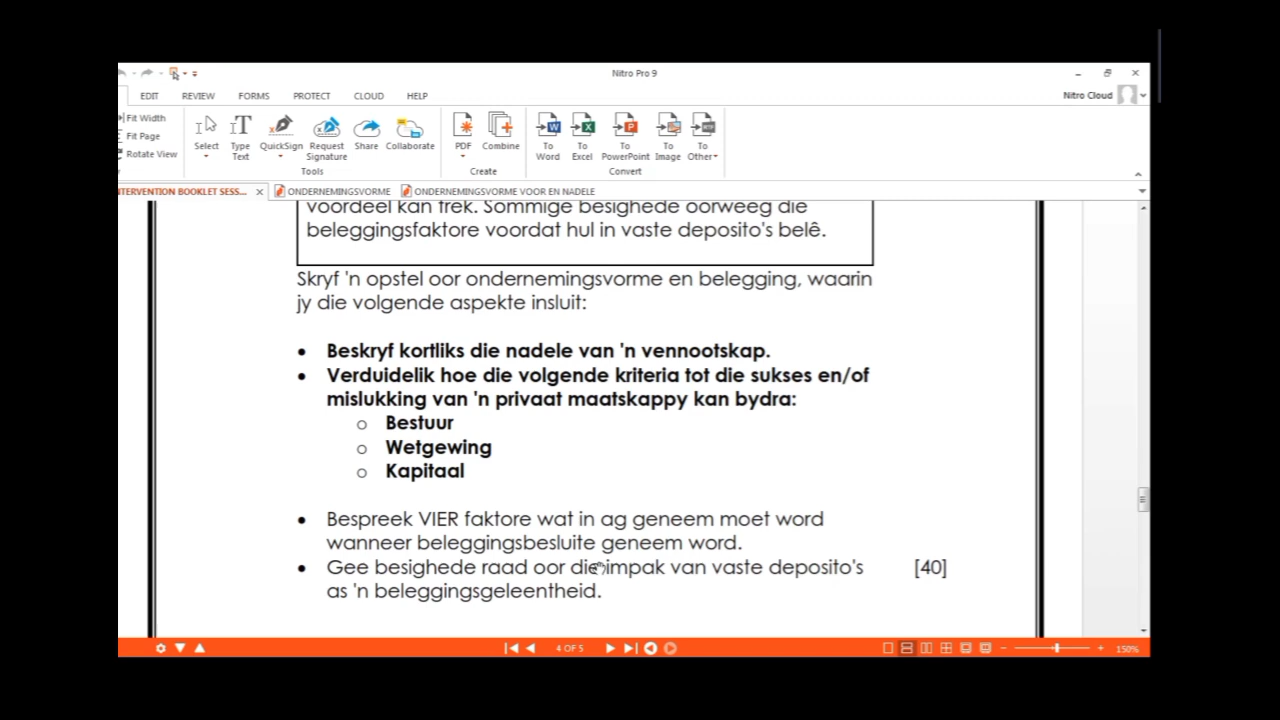 Nitro Pro 9
EDIT REVIEW FORMS PROTECT CLOUD HELP
Nitro Cloud
Fit Width
Fit Page
Rotate View
Select
Type Text
QuickSign
Request Signature
Share
Collaborate
Tools
PDF
Combine
Create
To Word
To Excel
To PowerPoint
To Image
To Other
Convert
NTERVENTION BOOKLET SESS...
ONDERNEMINGSVORME
ONDERNEMINGSVORME VOOR EN NADELE
voordeel kan trek. Sommige besighede oorweeg die
beleggingsfaktore voordat hul in vaste deposito's belê.
Skryf 'n opstel oor ondernemingsvorme en belegging, waarin
jy die volgende aspekte insluit:
• Beskryf kortliks die nadele van 'n vennootskap.
• Verduidelik hoe die volgende kriteria tot die sukses en/of
mislukking van 'n privaat maatskappy kan bydra:
o Bestuur
o Wetgewing
o Kapitaal
• Bespreek VIER faktore wat in ag geneem moet word
wanneer beleggingsbesluite geneem word.
• Gee besighede raad oor die impak van vaste deposito's [40]
as 'n beleggingsgeleentheid.
4 OF 5
150%